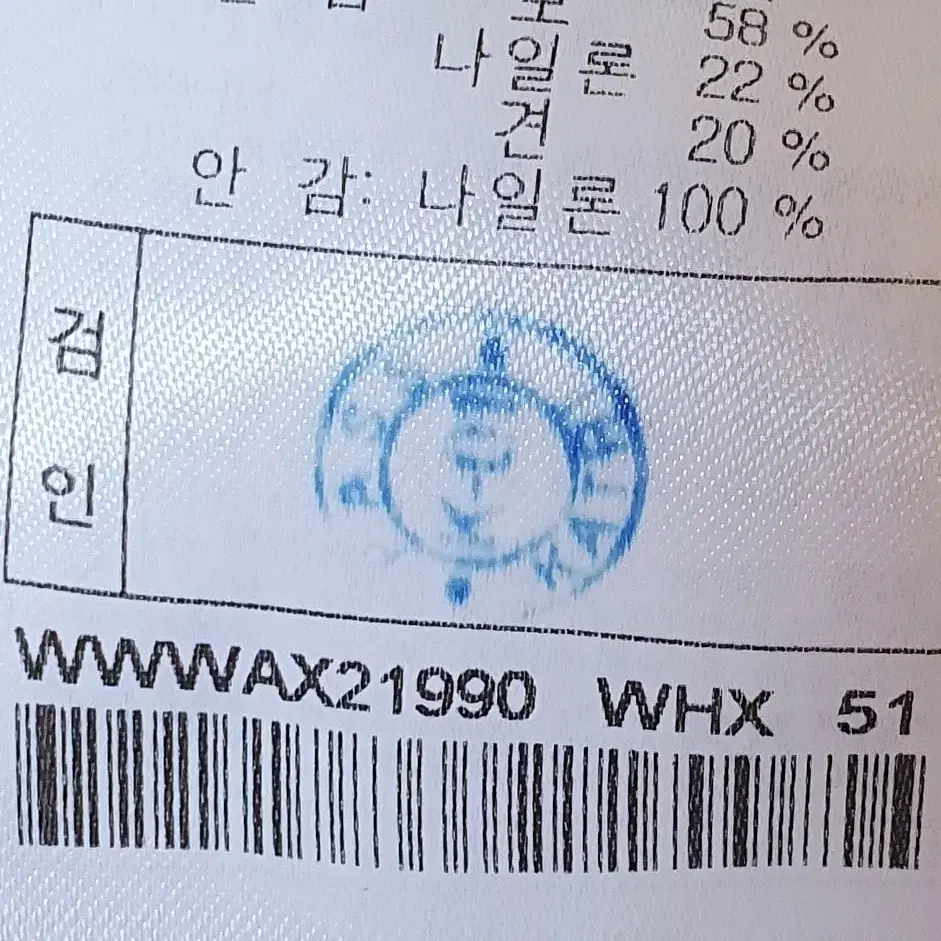 58 %
나일론 22 %
견 20 %
안 감: 나일론 100 %
검
인
WWWAX21990 WHX 51